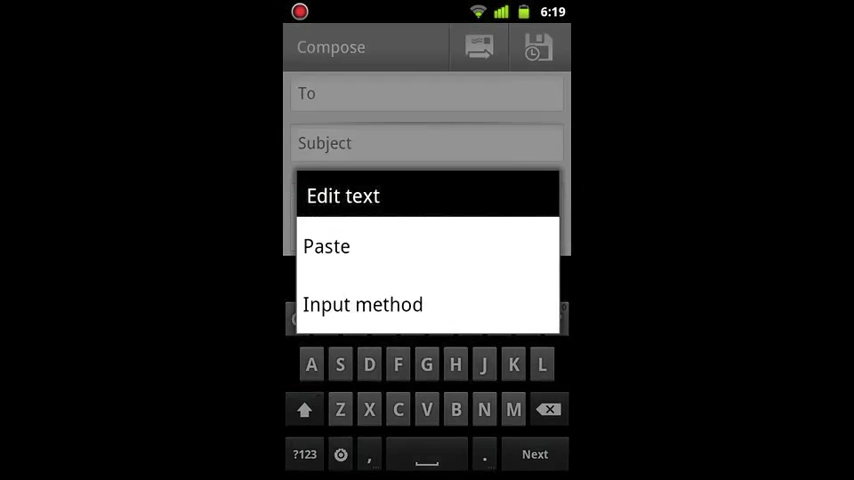 6:19
Compose
To
Subject
Edit text
Paste
Input method
A S D F G H J K L
Z X C V B N M
?123 , . Next